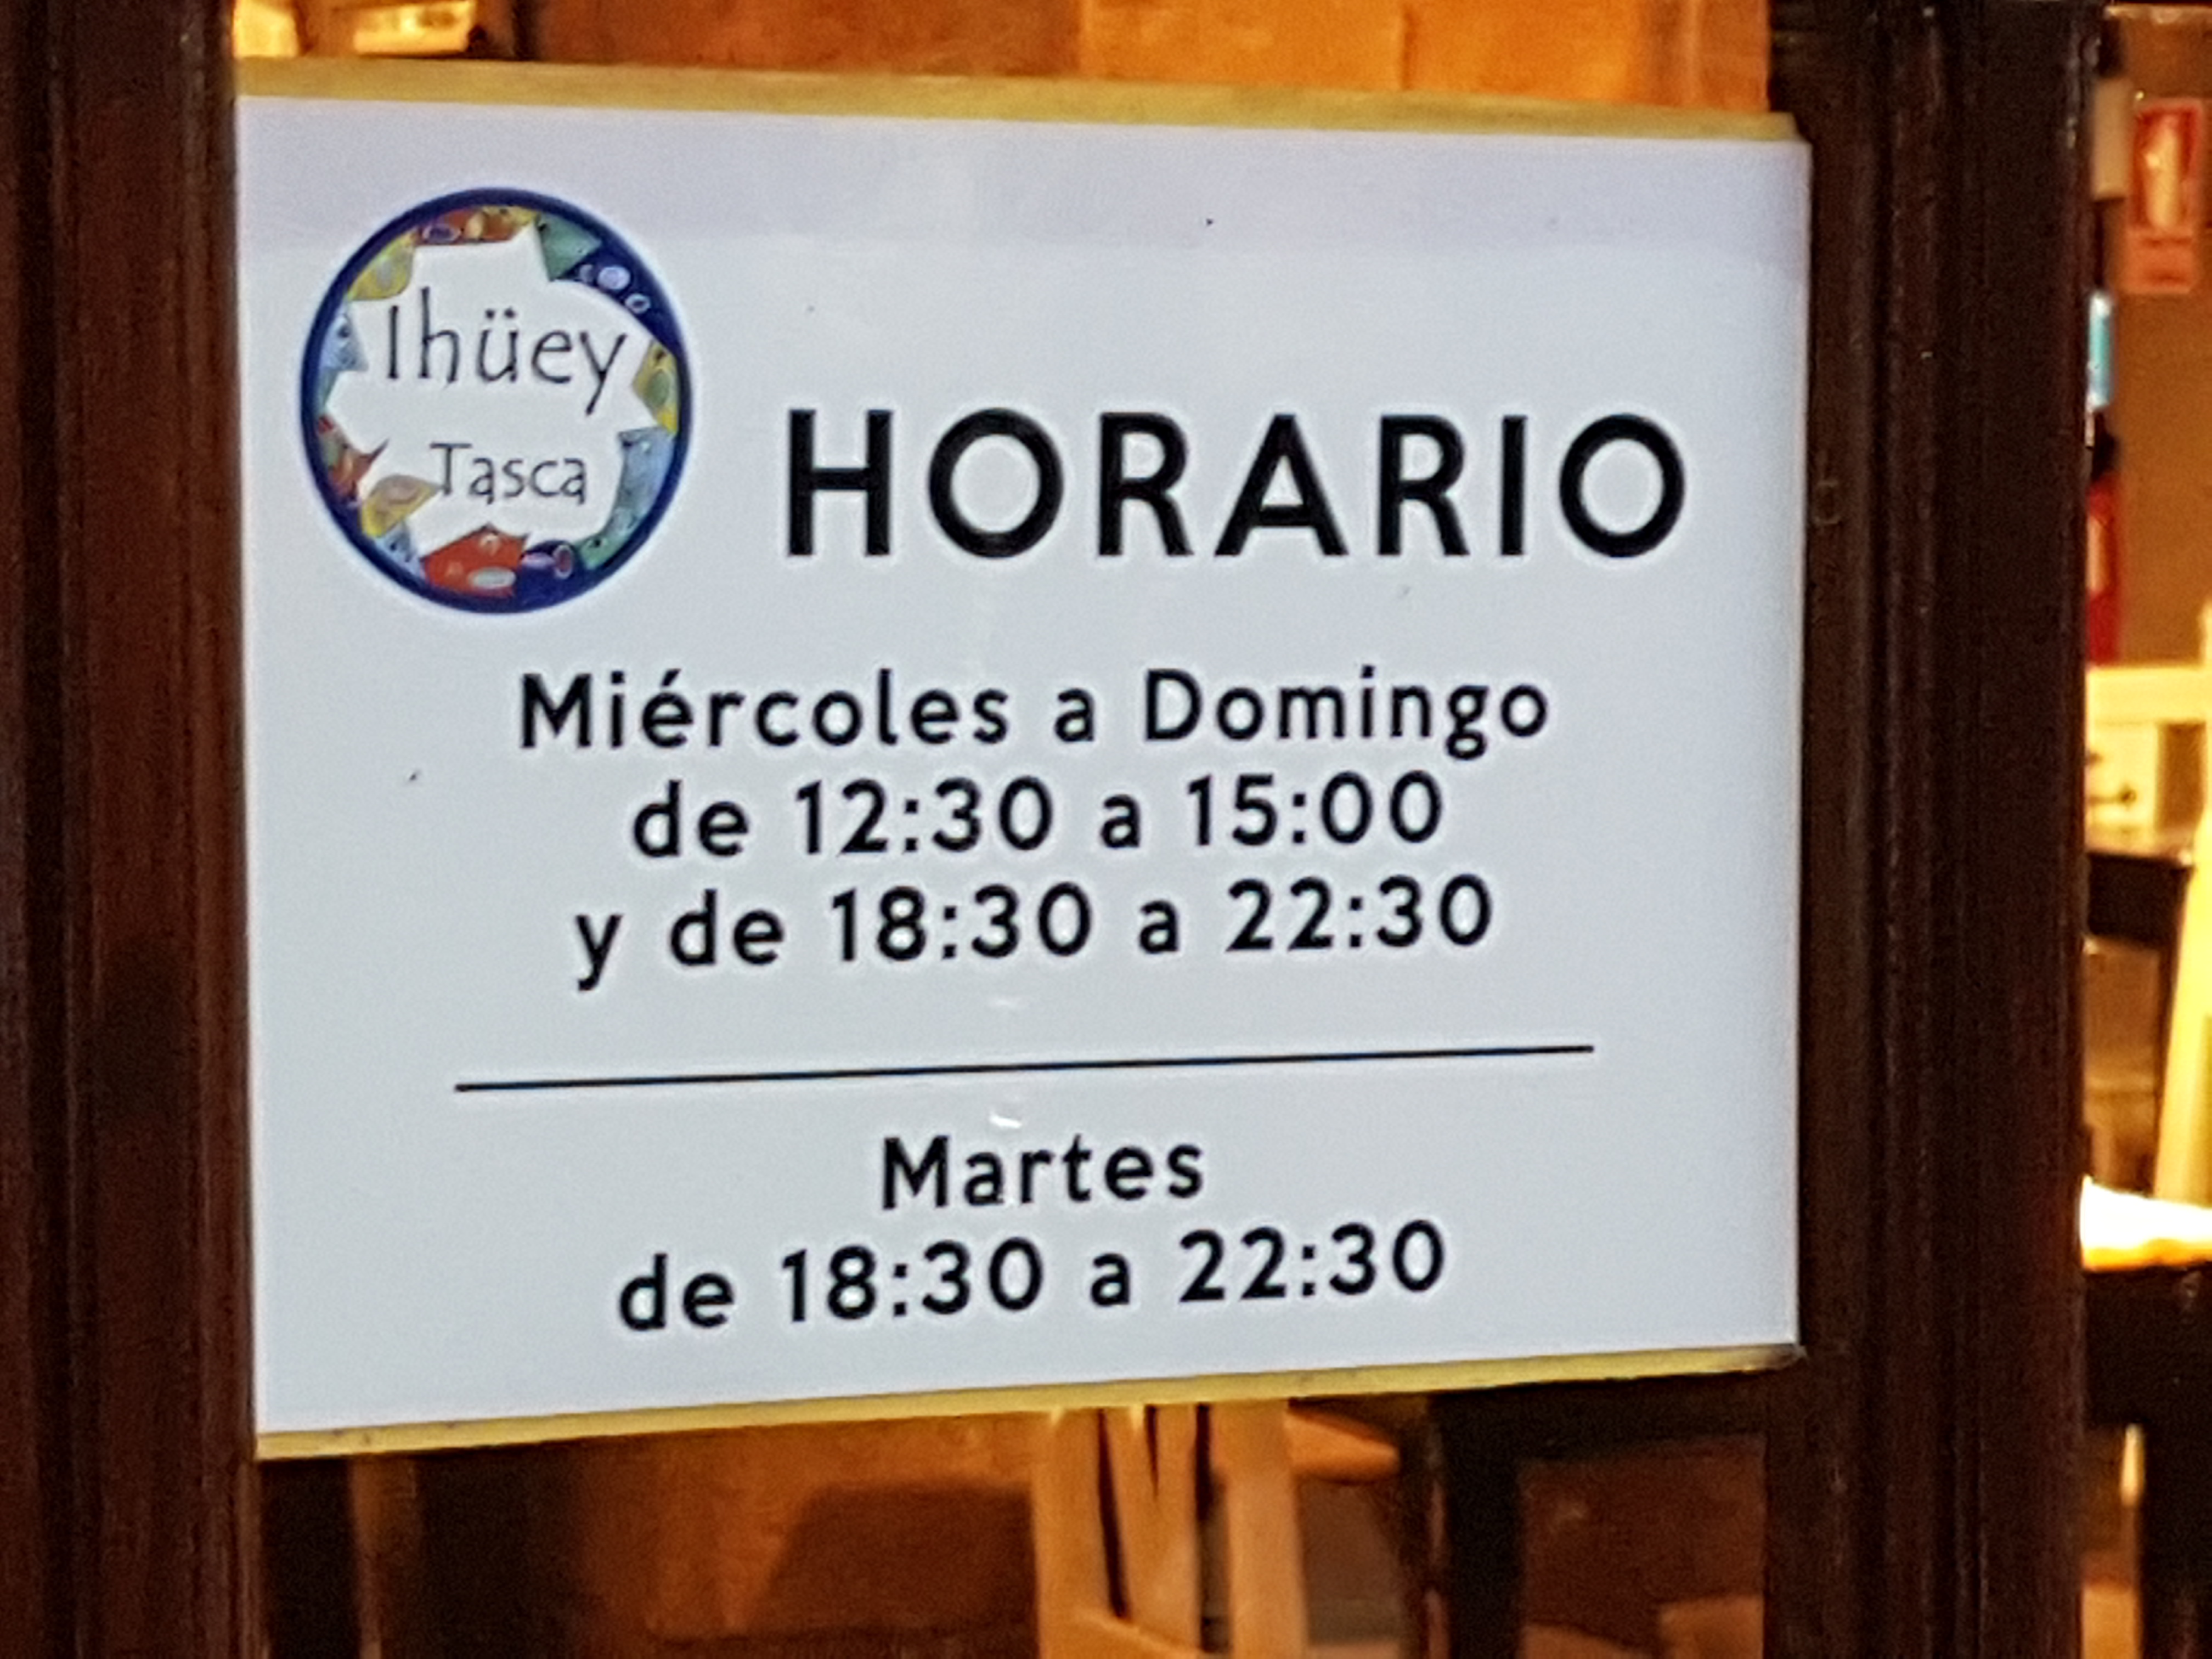 Ihüey
Tasca
HORARIO
Miércoles a Domingo
de 12:30 a 15:00
y de 18:30 a 22:30
Martes
de 18:30 a 22:30